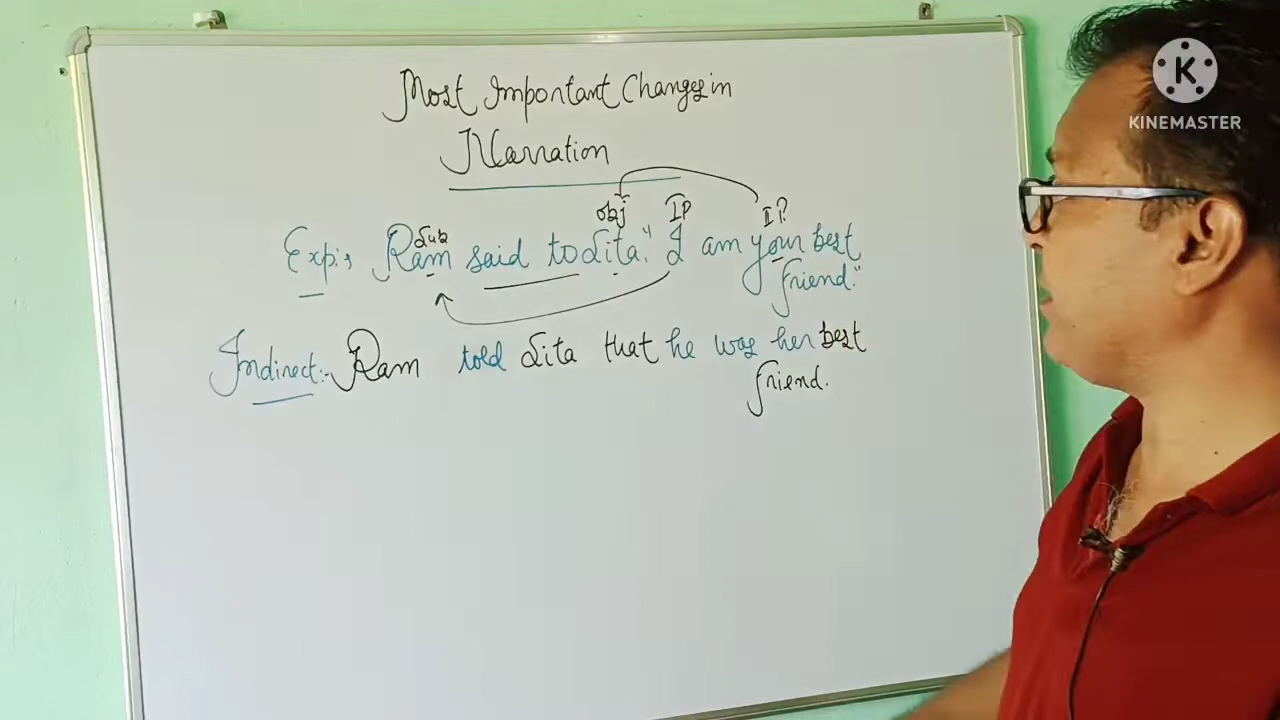 Most Important Changes in
Narration
obj IP IIP
Sub
Exp:- Ram said to Sita." I am your best
friend."
Indirect:- Ram told Sita that he was her best
friend.
K
KINEMASTER